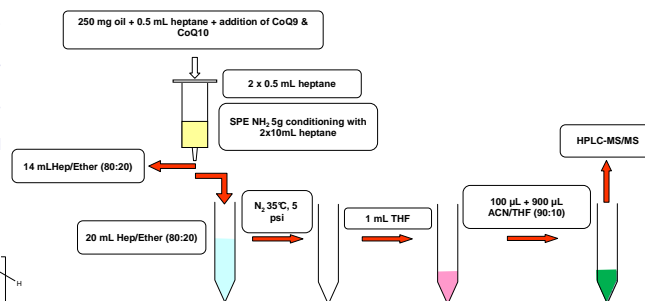 250 mg oil + 0.5 mL heptane + addition of CoQ9 &
CoQ10
2 x 0.5 mL heptane
SPE NH2 5g conditioning with
2x10mL heptane
14 mLHep/Ether (80:20)
HPLC-MS/MS
20 mL Hep/Ether (80:20)
N2 35°C, 5
psi
1 mL THF
100 µL + 900 µL
ACN/THF (90:10)
H